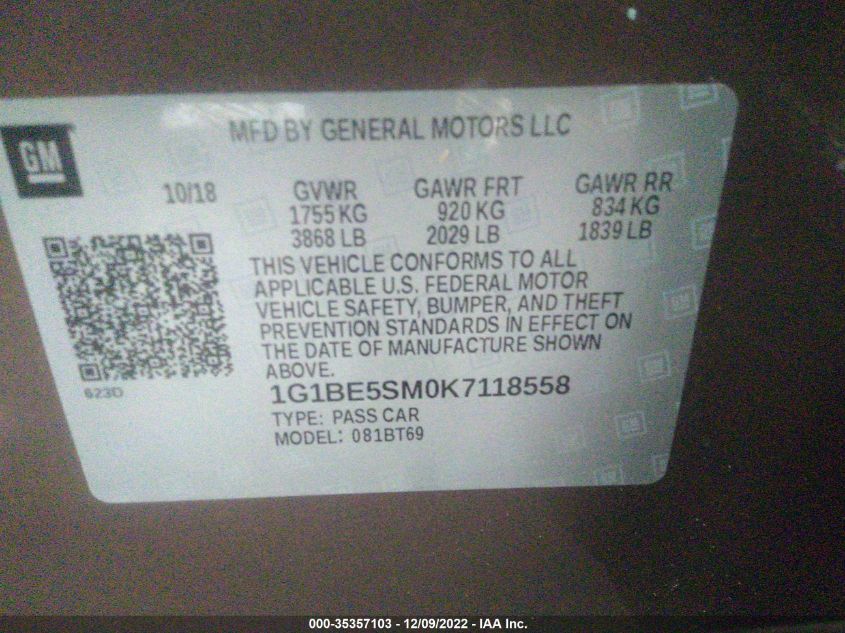 MFD BY GENERAL MOTORS LLC
GM
10/18 GVWR GAWR FRT GAWR RR
1755 KG 920 KG 834 KG
3868 LB 2029 LB 1839 LB
THIS VEHICLE CONFORMS TO ALL
APPLICABLE U.S. FEDERAL MOTOR
VEHICLE SAFETY, BUMPER, AND THEFT
PREVENTION STANDARDS IN EFFECT ON
THE DATE OF MANUFACTURE SHOWN
ABOVE.
623D
1G1BE5SM0K7118558
TYPE: PASS CAR
MODEL: 081BT69
000-35357103 - 12/09/2022 - IAA Inc.